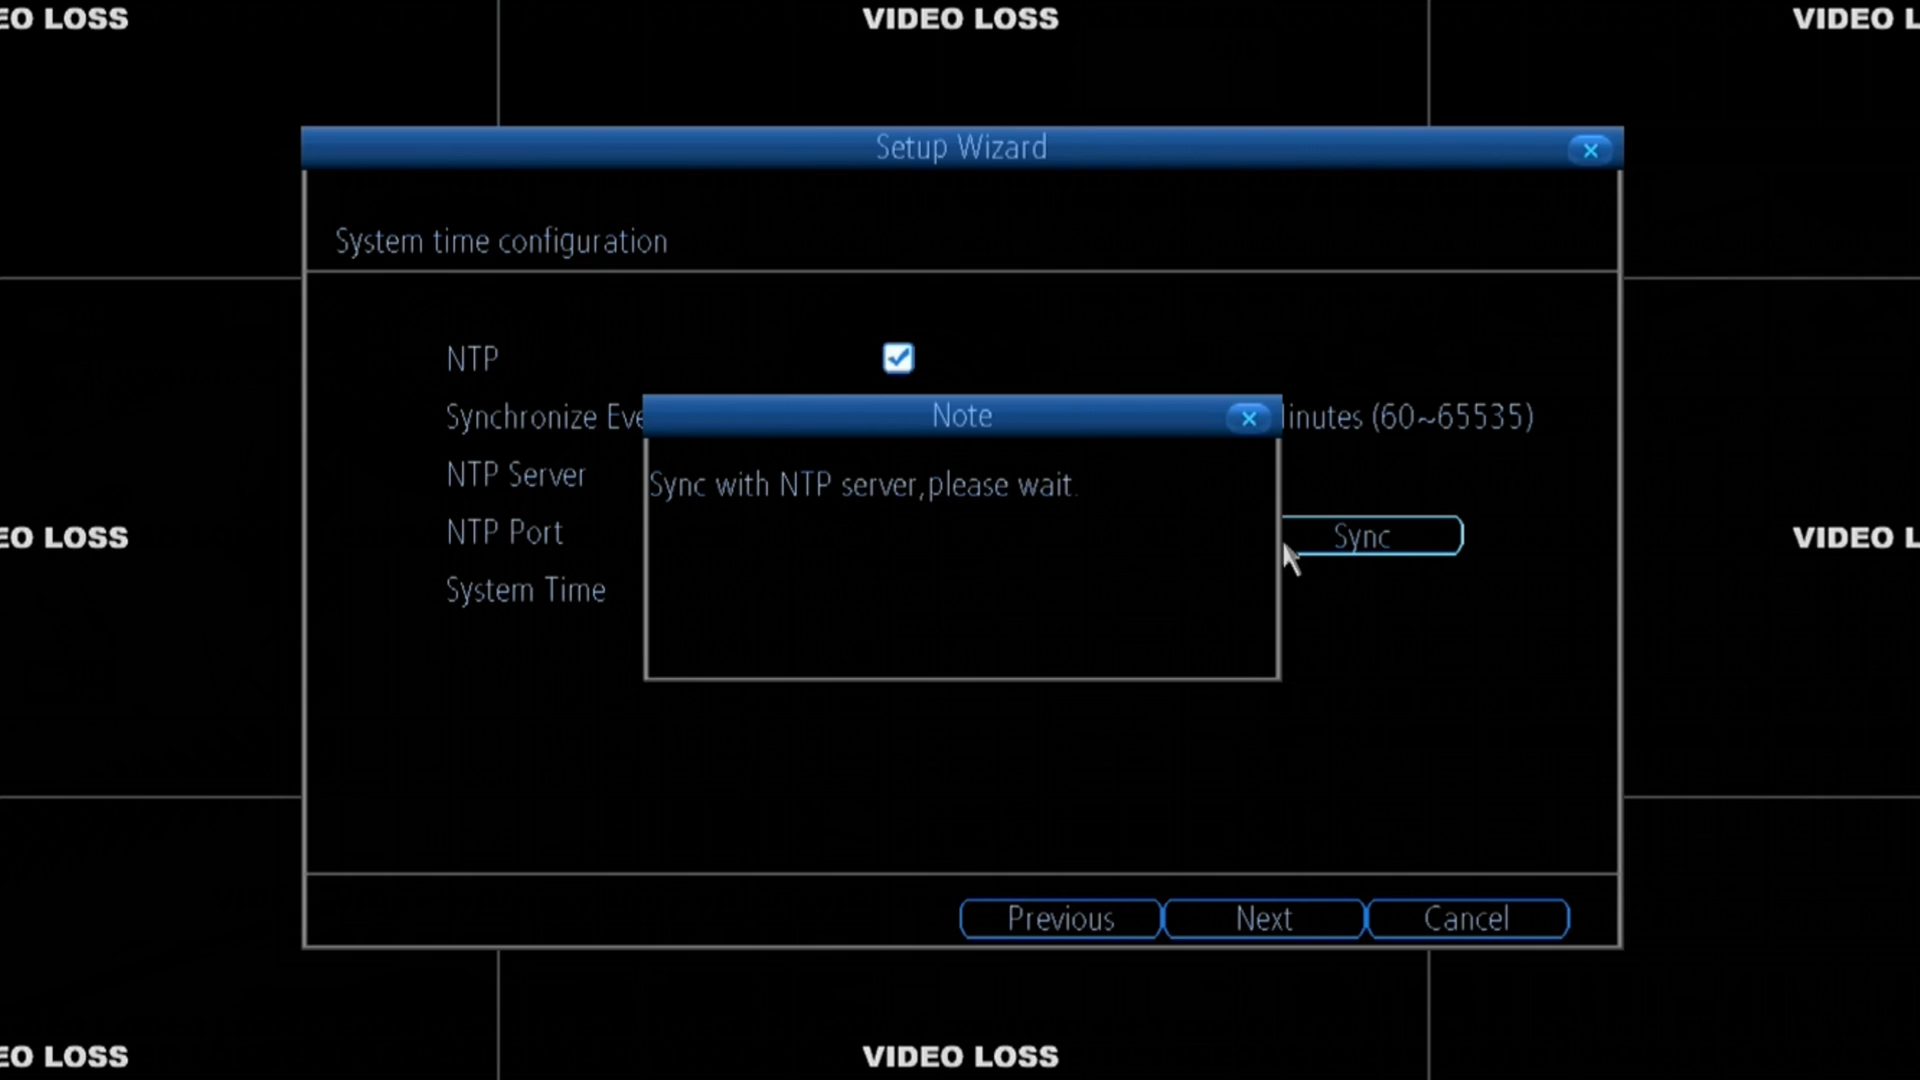 EO LOSS VIDEO LOSS VIDEO L
Setup Wizard
System time configuration
NTP
Synchronize Eve inutes (60~65535)
Note
NTP Server
Sync with NTP server,please wait.
NTP Port
Sync
EO LOSS VIDEO L
System Time
Previous Next Cancel
EO LOSS VIDEO LOSS